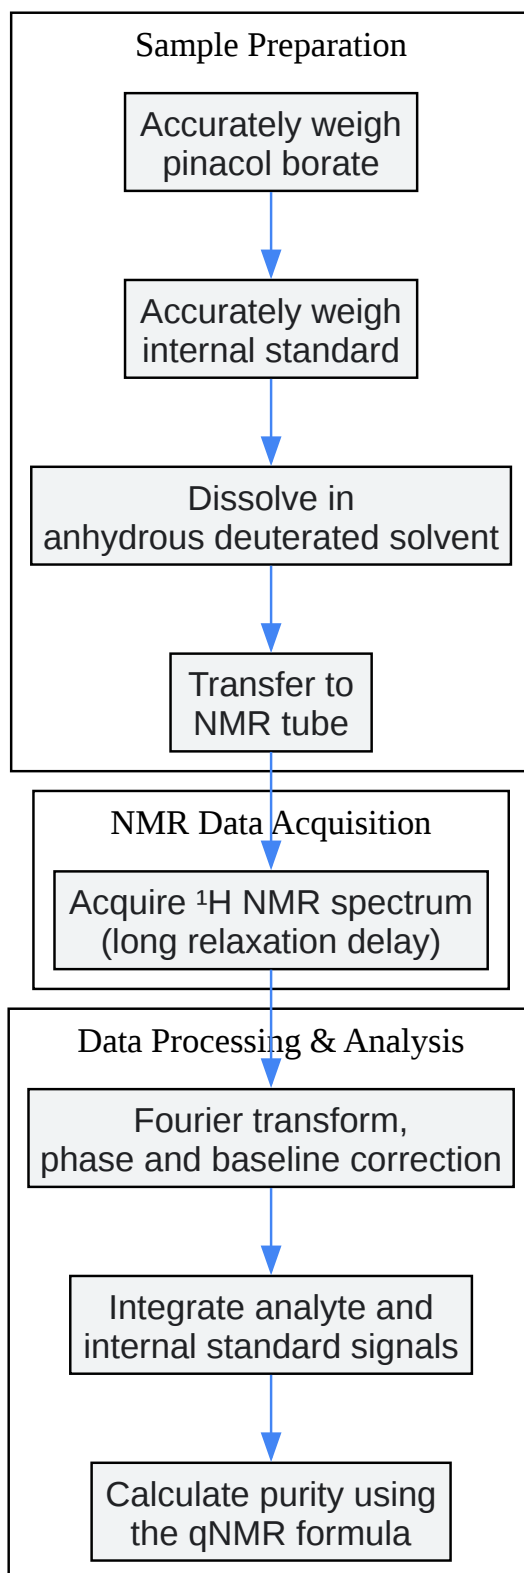 Sample Preparation
Accurately weigh
pinacol borate
Accurately weigh
internal standard
Dissolve in
anhydrous deuterated solvent
Transfer to
NMR tube
NMR Data Acquisition
Acquire ¹H NMR spectrum
(long relaxation delay)
Data Processing & Analysis
Fourier transform,
phase and baseline correction
Integrate analyte and
internal standard signals
Calculate purity using
the qNMR formula